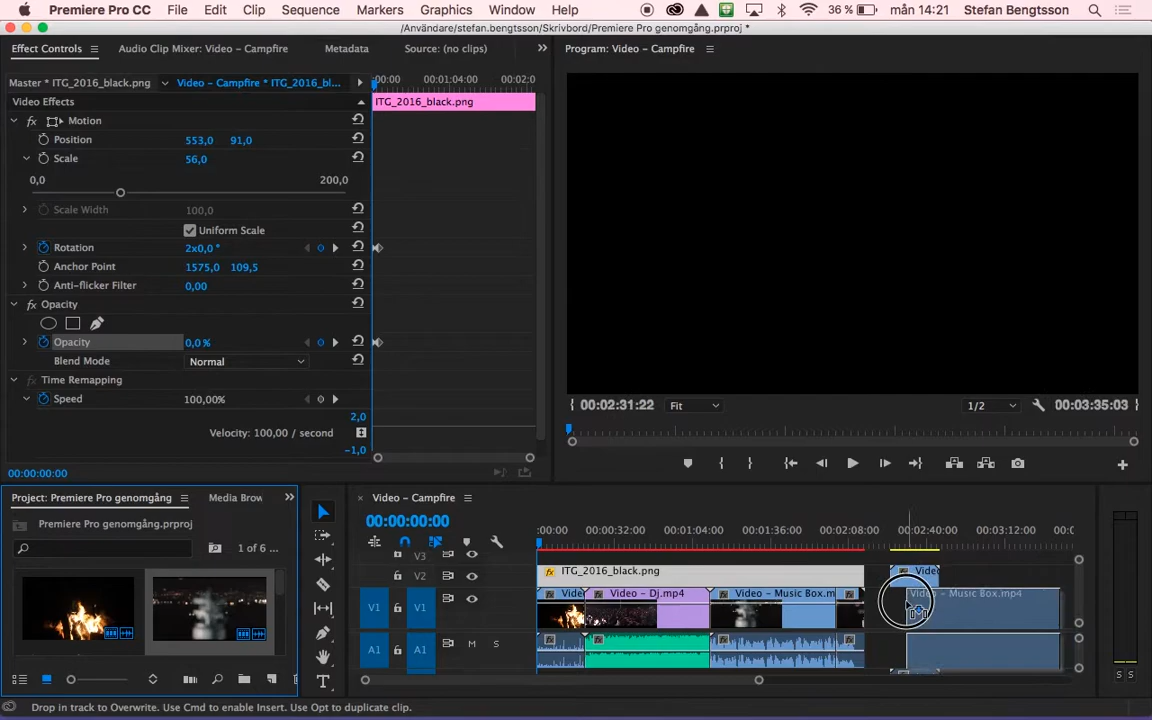 Premiere Pro CC File Edit Clip Sequence Markers Graphics Window Help 36 % mån 14:21 Stefan Bengtsson
/Användare/stefan.bengtsson/Skrivbord/Premiere Pro genomgång.prproj *
Effect Controls Audio Clip Mixer: Video - Campfire Metadata Source: (no clips) Program: Video - Campfire
Master * ITG_2016_black.png Video - Campfire * ITG_2016_bl... :00:00 00:01:04:00 00:02:0
Video Effects ITG_2016_black.png
fx Motion
Position 553,0 91,0
Scale 56,0
0,0 200,0
Scale Width 100,0
Uniform Scale
Rotation 2x0,0 °
Anchor Point 1575,0 109,5
Anti-flicker Filter 0,00
fx Opacity
Opacity 0,0 %
Blend Mode Normal
fx Time Remapping
Speed 100,00%
2,0
Velocity: 100,00 / second
-1,0
00:00:00:00
00:02:31:22 Fit 1/2 00:03:35:03
Project: Premiere Pro genomgång Media Brow
Premiere Pro genomgång.prproj
1 of 6 ...
Video - Campfire
00:00:00:00
:00:00 00:00:32:00 00:01:04:00 00:01:36:00 00:02:08:00 00:02:40:00 00:03:12:00 00:0
V3
V2 fx ITG_2016_black.png fx Video
V1 V1 Vide Video - Dj.mp4 Video - Music Box.m Video - Music Box.mp4
A1 A1 M S
S S
Drop in track to Overwrite. Use Cmd to enable Insert. Use Opt to duplicate clip.